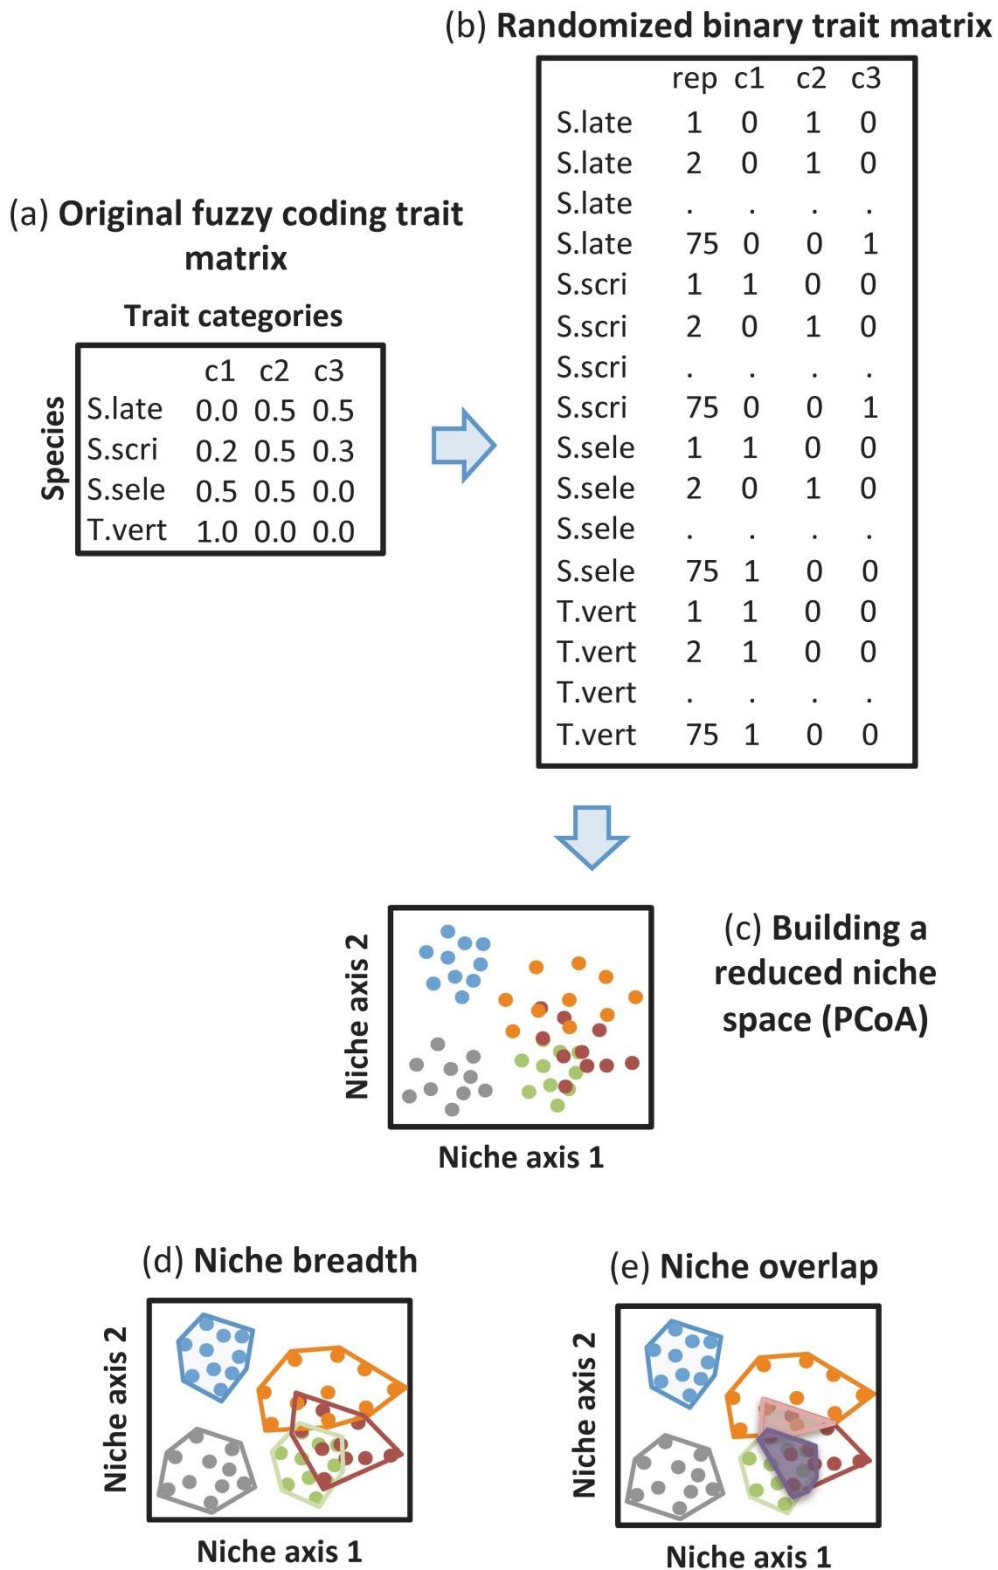 (b) Randomized binary trait matrix
rep c1 c2 c3
S.late 1 0 1 0
S.late 2 0 1 0
S.late . . . .
S.late 75 0 0 1
S.scri 1 1 0 0
S.scri 2 0 1 0
S.scri . . . .
S.scri 75 0 0 1
S.sele 1 1 0 0
S.sele 2 0 1 0
S.sele . . . .
S.sele 75 1 0 0
T.vert 1 1 0 0
T.vert 2 1 0 0
T.vert . . . .
T.vert 75 1 0 0
(a) Original fuzzy coding trait
matrix
Trait categories
Species
c1 c2 c3
S.late 0.0 0.5 0.5
S.scri 0.2 0.5 0.3
S.sele 0.5 0.5 0.0
T.vert 1.0 0.0 0.0
(c) Building a
reduced niche
space (PCoA)
Niche axis 2
Niche axis 1
(d) Niche breadth
Niche axis 2
Niche axis 1
(e) Niche overlap
Niche axis 2
Niche axis 1